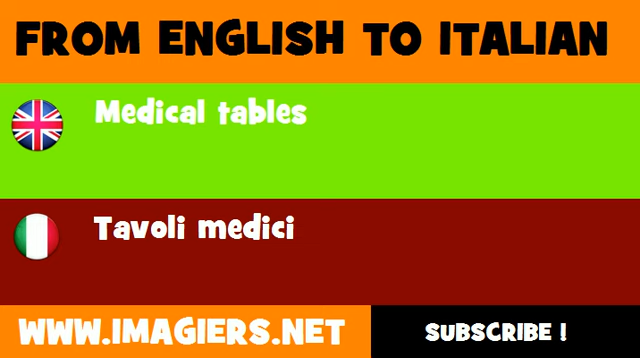 FROM ENGLISH TO ITALIAN
Medical tables
Tavoli medici
WWW.IMAGIERS.NET
SUBSCRIBE !